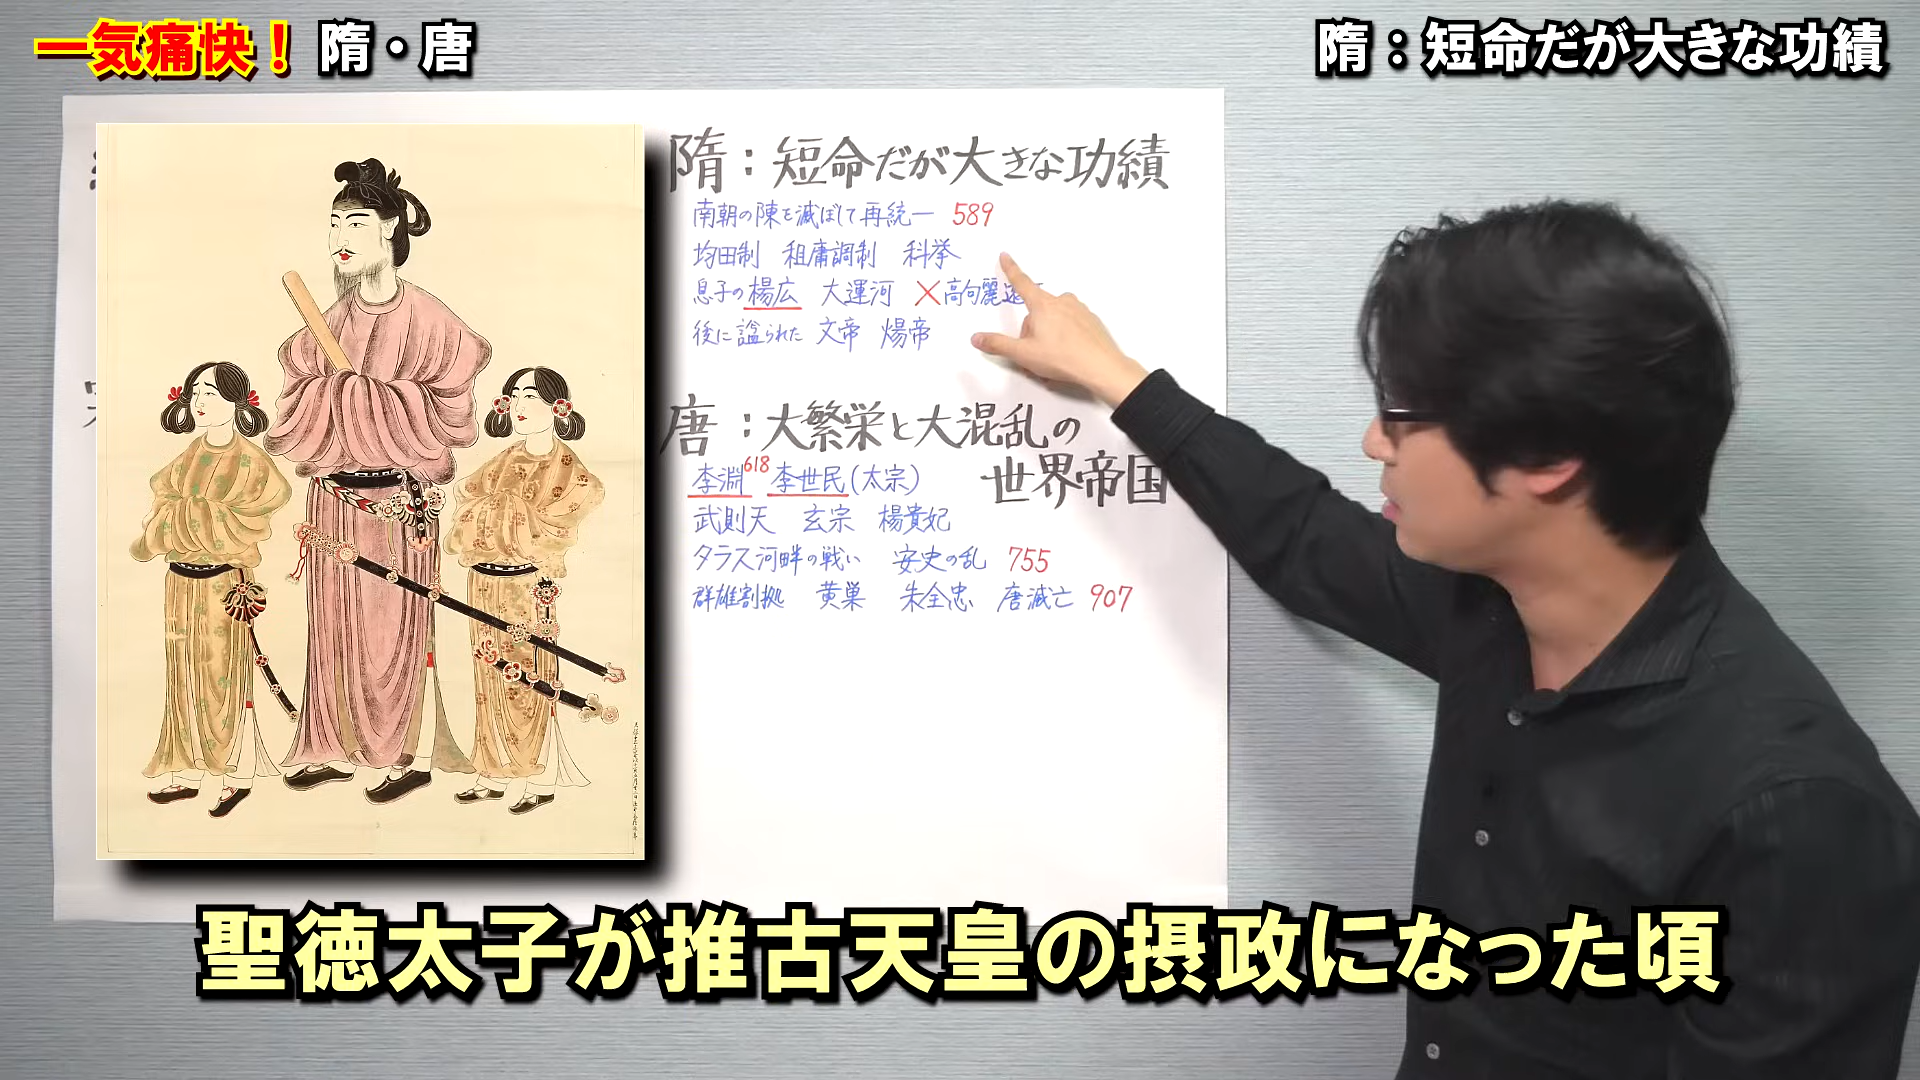 一気痛快！ 隋・唐
隋：短命だが大きな功績
隋：短命だが大きな功績
南朝の陳を滅ぼして再統一 589
均田制 租庸調制 科挙
息子の楊広 大運河 ×高句麗遠
後に諡られた 文帝 煬帝
唐：大繁栄と大混乱の
世界帝国
李淵 618 李世民(太宗)
武則天 玄宗 楊貴妃
タラス河畔の戦い 安史の乱 755
群雄割拠 黄巣 朱全忠 唐滅亡 907
聖徳太子が推古天皇の摂政になった頃